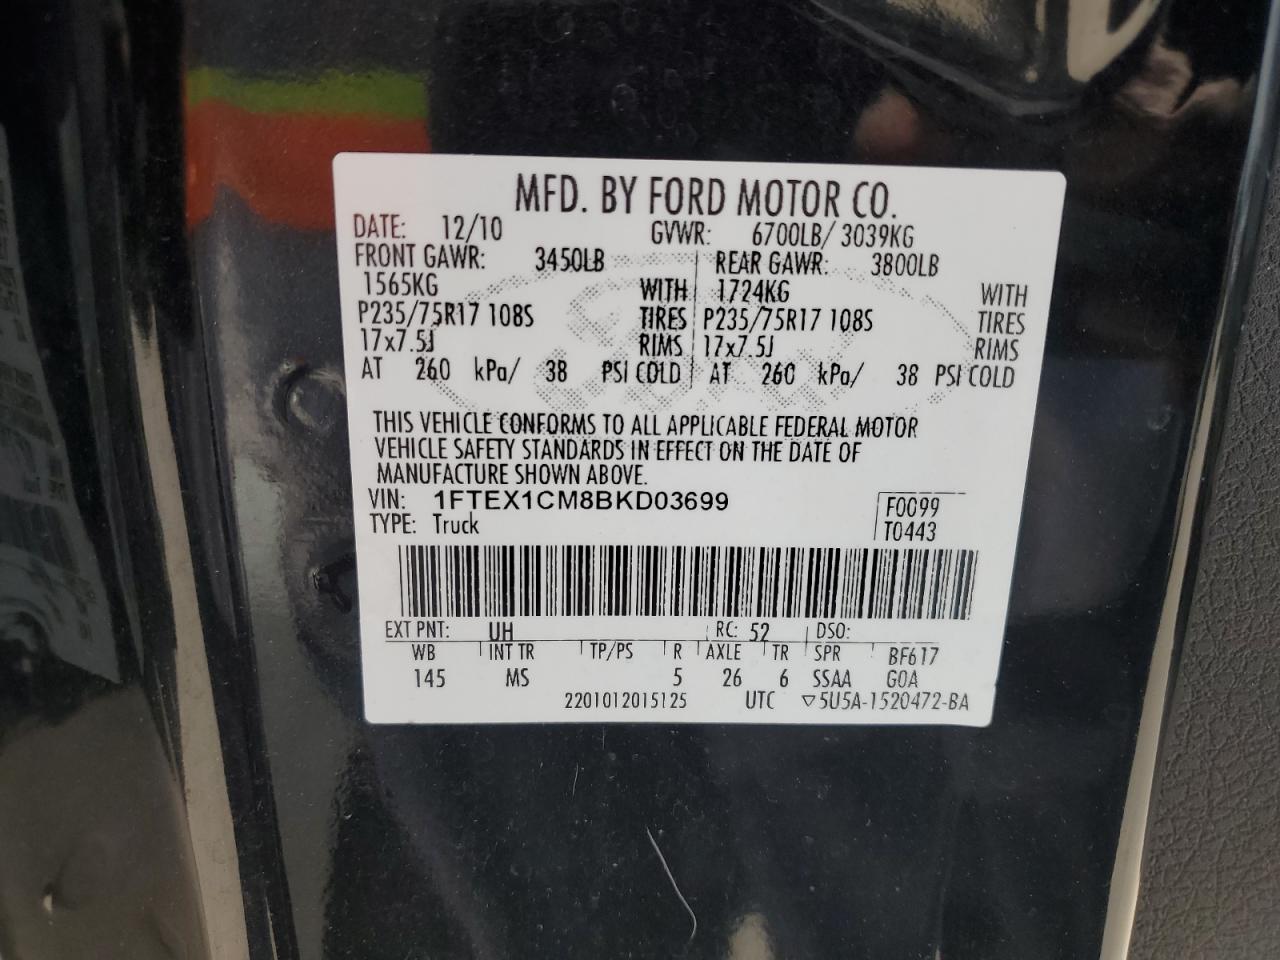 MFD. BY FORD MOTOR CO.
DATE: 12/10 GVWR: 6700LB/ 3039KG
FRONT GAWR: 3450LB REAR GAWR: 3800LB
1565KG WITH 1724KG WITH
P235/75R17 108S TIRES P235/75R17 108S TIRES
17x7.5J RIMS 17x7.5J RIMS
AT 260 kPa/ 38 PSI COLD AT 260 kPa/ 38 PSI COLD
THIS VEHICLE CONFORMS TO ALL APPLICABLE FEDERAL MOTOR
VEHICLE SAFETY STANDARDS IN EFFECT ON THE DATE OF
MANUFACTURE SHOWN ABOVE.
VIN: 1FTEX1CM8BKD03699 F0099
TYPE: Truck T0443
EXT PNT: UH RC: 52 DSO:
WB INT TR TP/PS R AXLE TR SPR BF617
145 MS 5 26 6 SSAA GOA
2201012015125 UTC ▽5U5A-1520472-BA